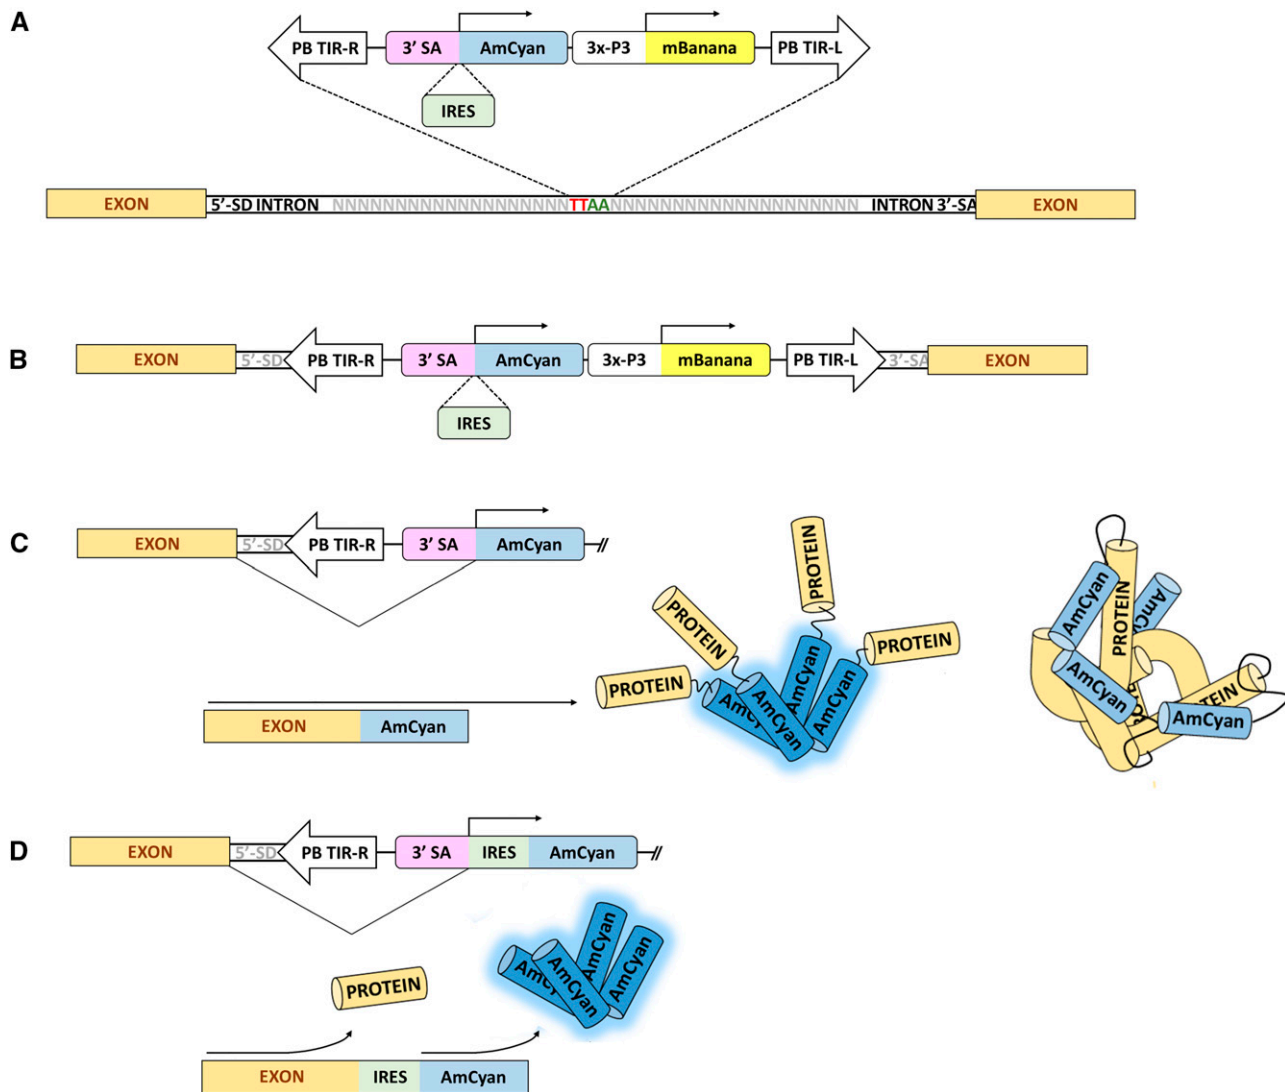 A
PB TIR-R 3' SA AmCyan 3x-P3 mBanana PB TIR-L
IRES
EXON 5'-SD INTRON NNNNNNNNNNNNNNNNNNNTTAANNNNNNNNNNNNNNNNNNNN INTRON 3'-SA EXON
B
EXON 5'-SD PB TIR-R 3' SA AmCyan 3x-P3 mBanana PB TIR-L 3'-SA EXON
IRES
C
EXON 5'-SD PB TIR-R 3' SA AmCyan //
PROTEIN
PROTEIN
PROTEIN
PROTEIN
AmCyan
AmCyan
AmCyan
AmCyan
AmCyan
AmCyan
PROTEIN
AmCyan
AmCyan
EXON AmCyan
D
EXON 5'-SD PB TIR-R 3' SA IRES AmCyan //
PROTEIN
AmCyan
AmCyan
AmCyan
AmCyan
EXON IRES AmCyan